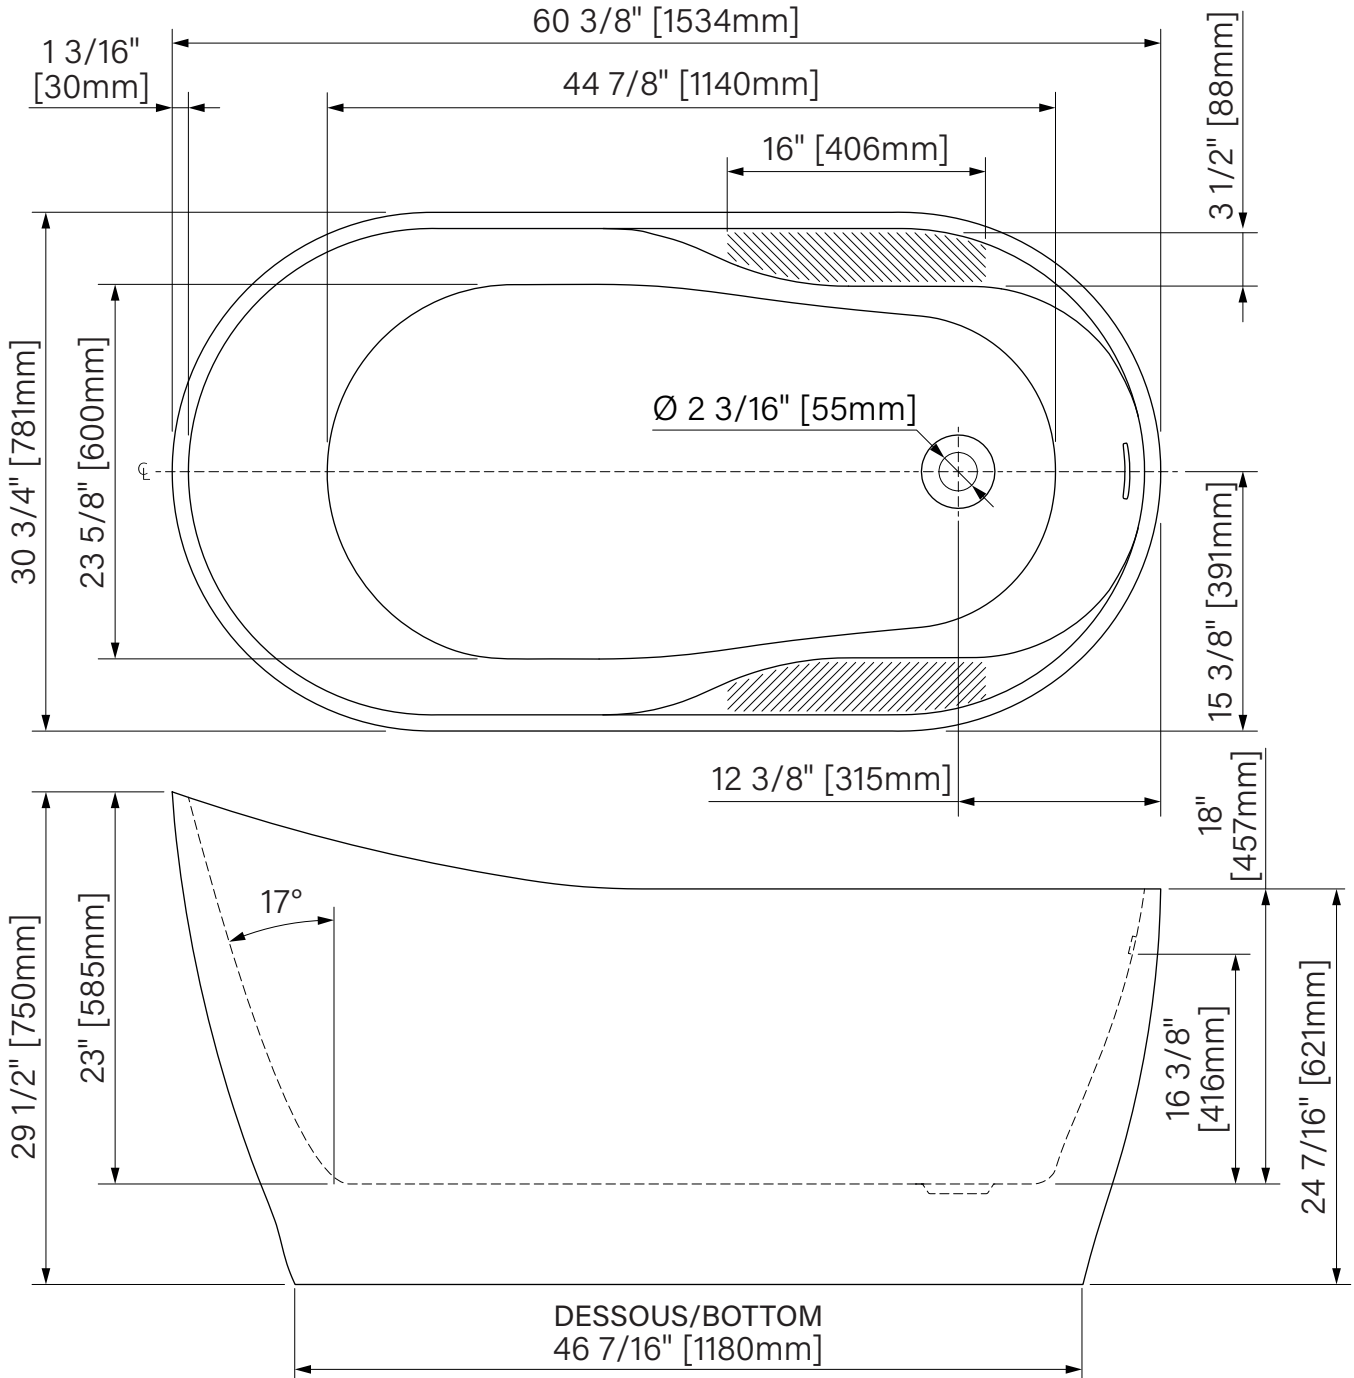 60 3/8" [1534mm]
1 3/16"
[30mm]
44 7/8" [1140mm]
16" [406mm]
3 1/2" [88mm]
30 3/4" [781mm]
23 5/8" [600mm]
Ø 2 3/16" [55mm]
℄
15 3/8" [391mm]
12 3/8" [315mm]
18"
[457mm]
17°
29 1/2" [750mm]
23" [585mm]
16 3/8"
[416mm]
24 7/16" [621mm]
DESSOUS/BOTTOM
46 7/16" [1180mm]